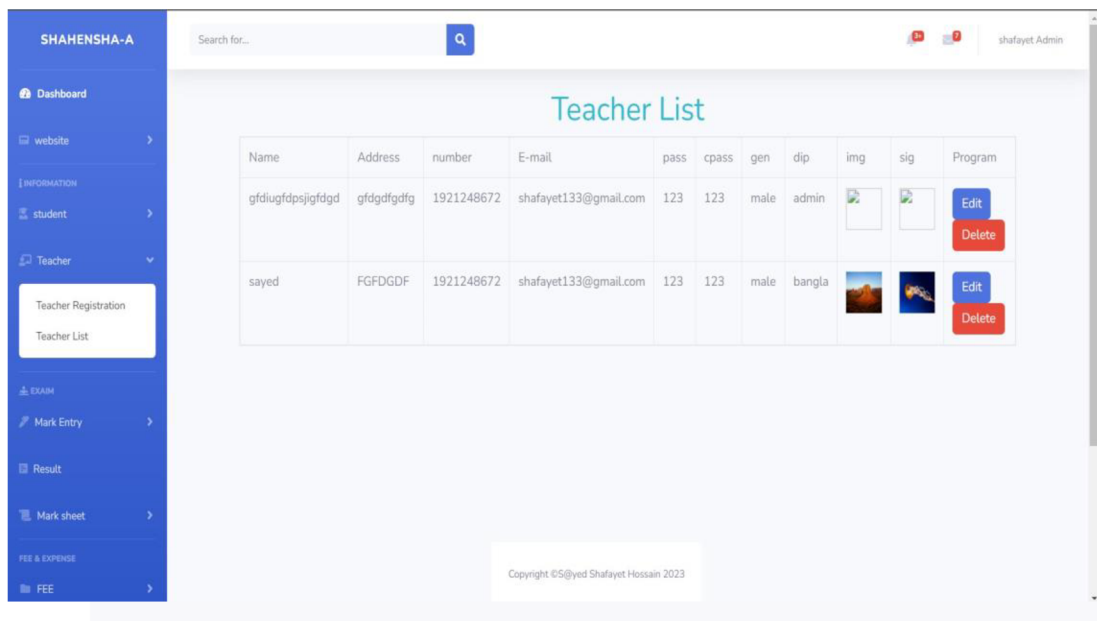 SHAHENSHA-A
Search for...
3+
7
shafayet Admin
Dashboard
website
INFORMATION
student
Teacher
Teacher Registration
Teacher List
EXAIM
Mark Entry
Result
Mark sheet
FEE & EXPENSE
FEE
Teacher List
Name Address number E-mail pass cpass gen dip img sig Program
gfdiugfdpsjigfdgd gfdgdfgdfg 1921248672 shafayet133@gmail.com 123 123 male admin Edit
Delete
sayed FGFDGDF 1921248672 shafayet133@gmail.com 123 123 male bangla Edit
Delete
Copyright ©S@yed Shafayet Hossain 2023